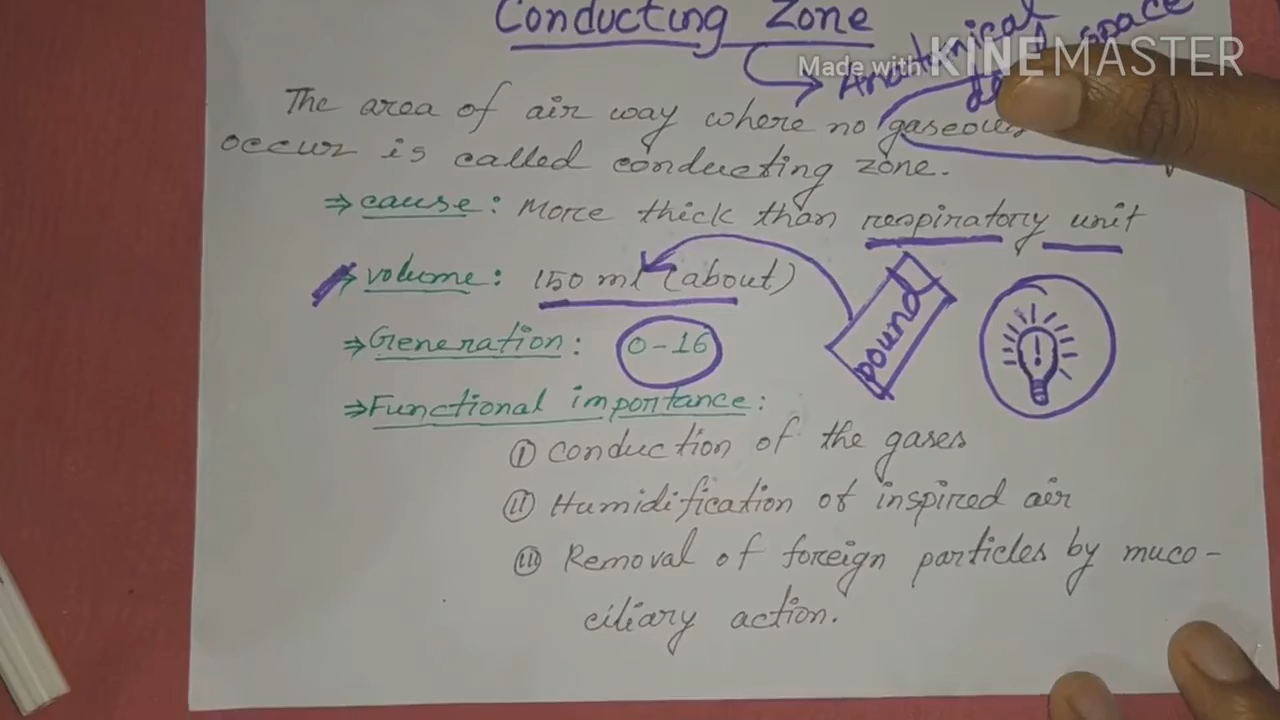 Conducting Zone
Made with KINEMASTER
Anatomical
space
The area of air way where no gaseous
occur is called conducting zone.
⇒ cause: More thick than respiratory unit
⇒ volume: 150 ml (about)
pound
⇒ Generation: 0-16
⇒ Functional importance:
(i) Conduction of the gases
(ii) Humidification of inspired air
(iii) Removal of foreign particles by muco-
ciliary action.